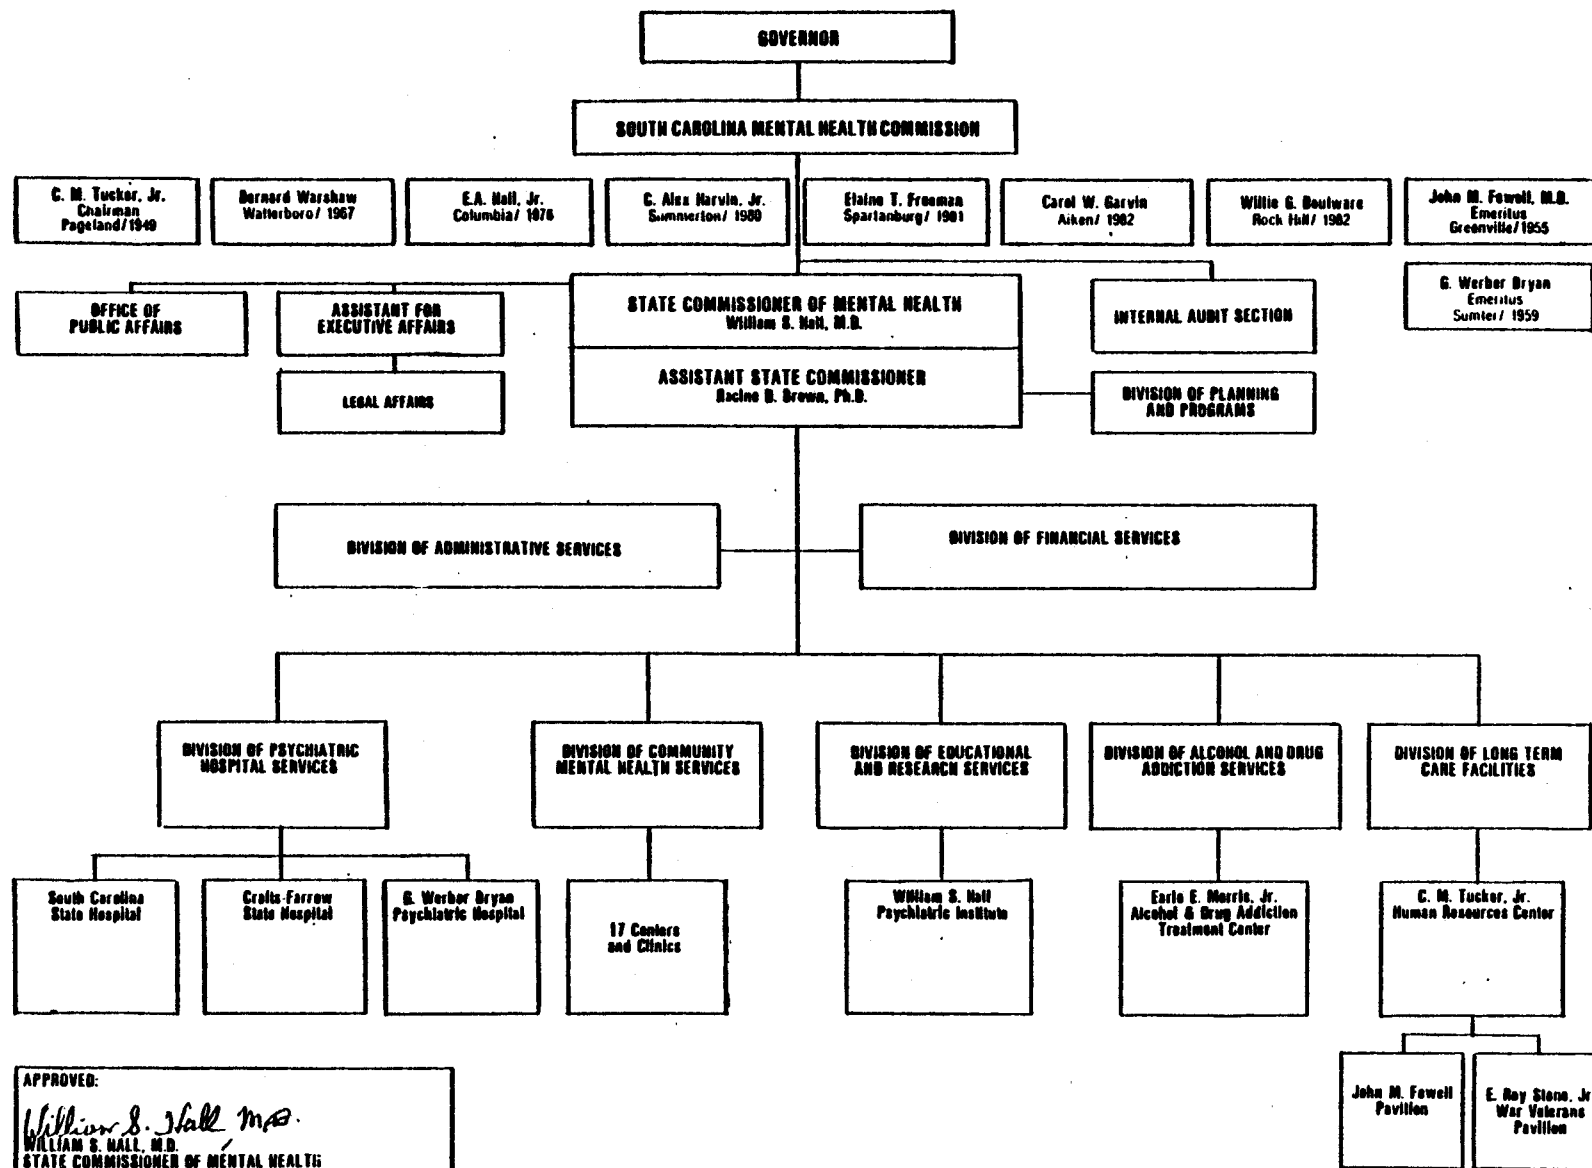 GOVERNOR
SOUTH CAROLINA MENTAL HEALTH COMMISSION
C. M. Tucker, Jr.
Chairman
Pageland/1949
Bernard Warshaw
Walterboro/ 1967
E.A. Hall, Jr.
Columbia/ 1976
C. Alex Harvin, Jr.
Summerton/ 1980
Elaine T. Freeman
Spartanburg/ 1981
Carol W. Garvin
Aiken/ 1982
Willie G. Boulware
Rock Hill/ 1982
John M. Fewell, M.D.
Emeritus
Greenville/1955
G. Werber Bryan
Emeritus
Sumter/ 1959
OFFICE OF
PUBLIC AFFAIRS
ASSISTANT FOR
EXECUTIVE AFFAIRS
LEGAL AFFAIRS
STATE COMMISSIONER OF MENTAL HEALTH
William S. Hall, M.D.
ASSISTANT STATE COMMISSIONER
Racine D. Brown, Ph.D.
INTERNAL AUDIT SECTION
DIVISION OF PLANNING
AND PROGRAMS
DIVISION OF ADMINISTRATIVE SERVICES
DIVISION OF FINANCIAL SERVICES
DIVISION OF PSYCHIATRIC
HOSPITAL SERVICES
DIVISION OF COMMUNITY
MENTAL HEALTH SERVICES
DIVISION OF EDUCATIONAL
AND RESEARCH SERVICES
DIVISION OF ALCOHOL AND DRUG
ADDICTION SERVICES
DIVISION OF LONG TERM
CARE FACILITIES
South Carolina
State Hospital
Crafts-Farrow
State Hospital
G. Werber Bryan
Psychiatric Hospital
17 Centers
and Clinics
William S. Hall
Psychiatric Institute
Earle E. Morris, Jr.
Alcohol & Drug Addiction
Treatment Center
C. M. Tucker, Jr.
Human Resources Center
John M. Fewell
Pavilion
E. Roy Stone, Jr
War Veterans
Pavilion
APPROVED:
William S. Hall M.D.
WILLIAM S. HALL, M.D.
STATE COMMISSIONER OF MENTAL HEALTH